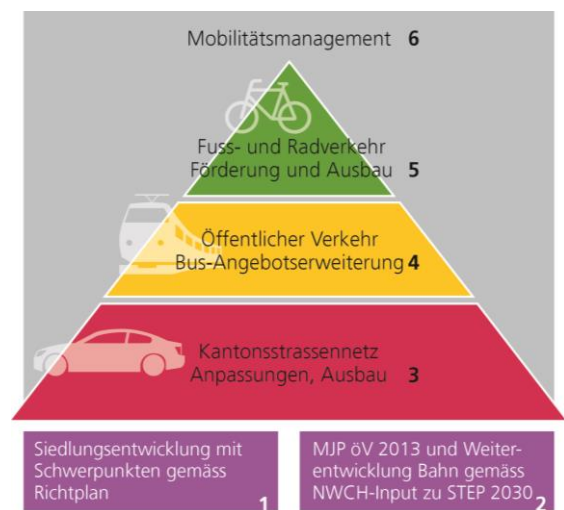 Mobilitätsmanagement 6
Fuss- und Radverkehr
Förderung und Ausbau 5
Öffentlicher Verkehr
Bus-Angebotserweiterung 4
Kantonsstrassennetz
Anpassungen, Ausbau 3
Siedlungsentwicklung mit
Schwerpunkten gemäss
Richtplan
1
MJP öV 2013 und Weiter-
entwicklung Bahn gemäss
NWCH-Input zu STEP 2030
2